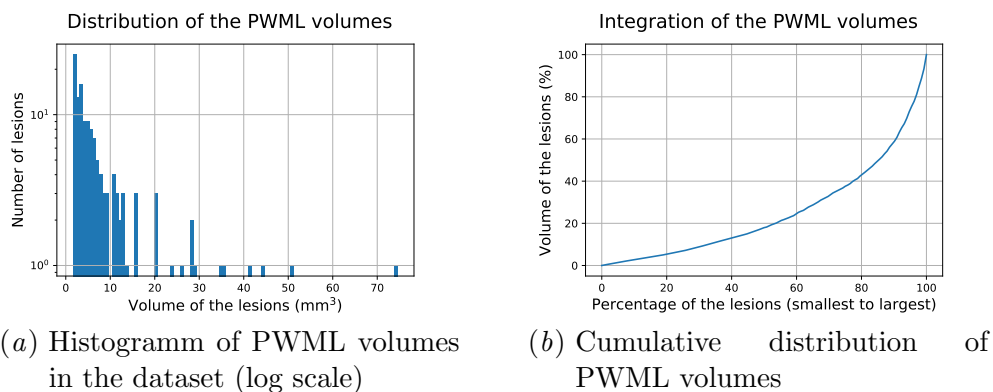 Distribution of the PWML volumes
Number of lesions
10¹
10⁰
0 10 20 30 40 50 60 70
Volume of the lesions (mm³)
(a) Histogramm of PWML volumes
in the dataset (log scale)
Integration of the PWML volumes
Volume of the lesions (%)
100
80
60
40
20
0
0 20 40 60 80 100
Percentage of the lesions (smallest to largest)
(b) Cumulative distribution of
PWML volumes